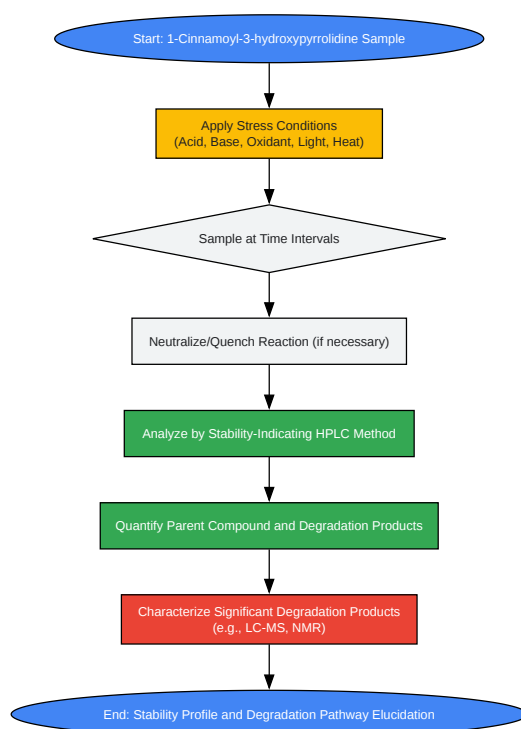 Start: 1-Cinnamoyl-3-hydroxypyrrolidine Sample
Apply Stress Conditions
(Acid, Base, Oxidant, Light, Heat)
Sample at Time Intervals
Neutralize/Quench Reaction (if necessary)
Analyze by Stability-Indicating HPLC Method
Quantify Parent Compound and Degradation Products
Characterize Significant Degradation Products
(e.g., LC-MS, NMR)
End: Stability Profile and Degradation Pathway Elucidation